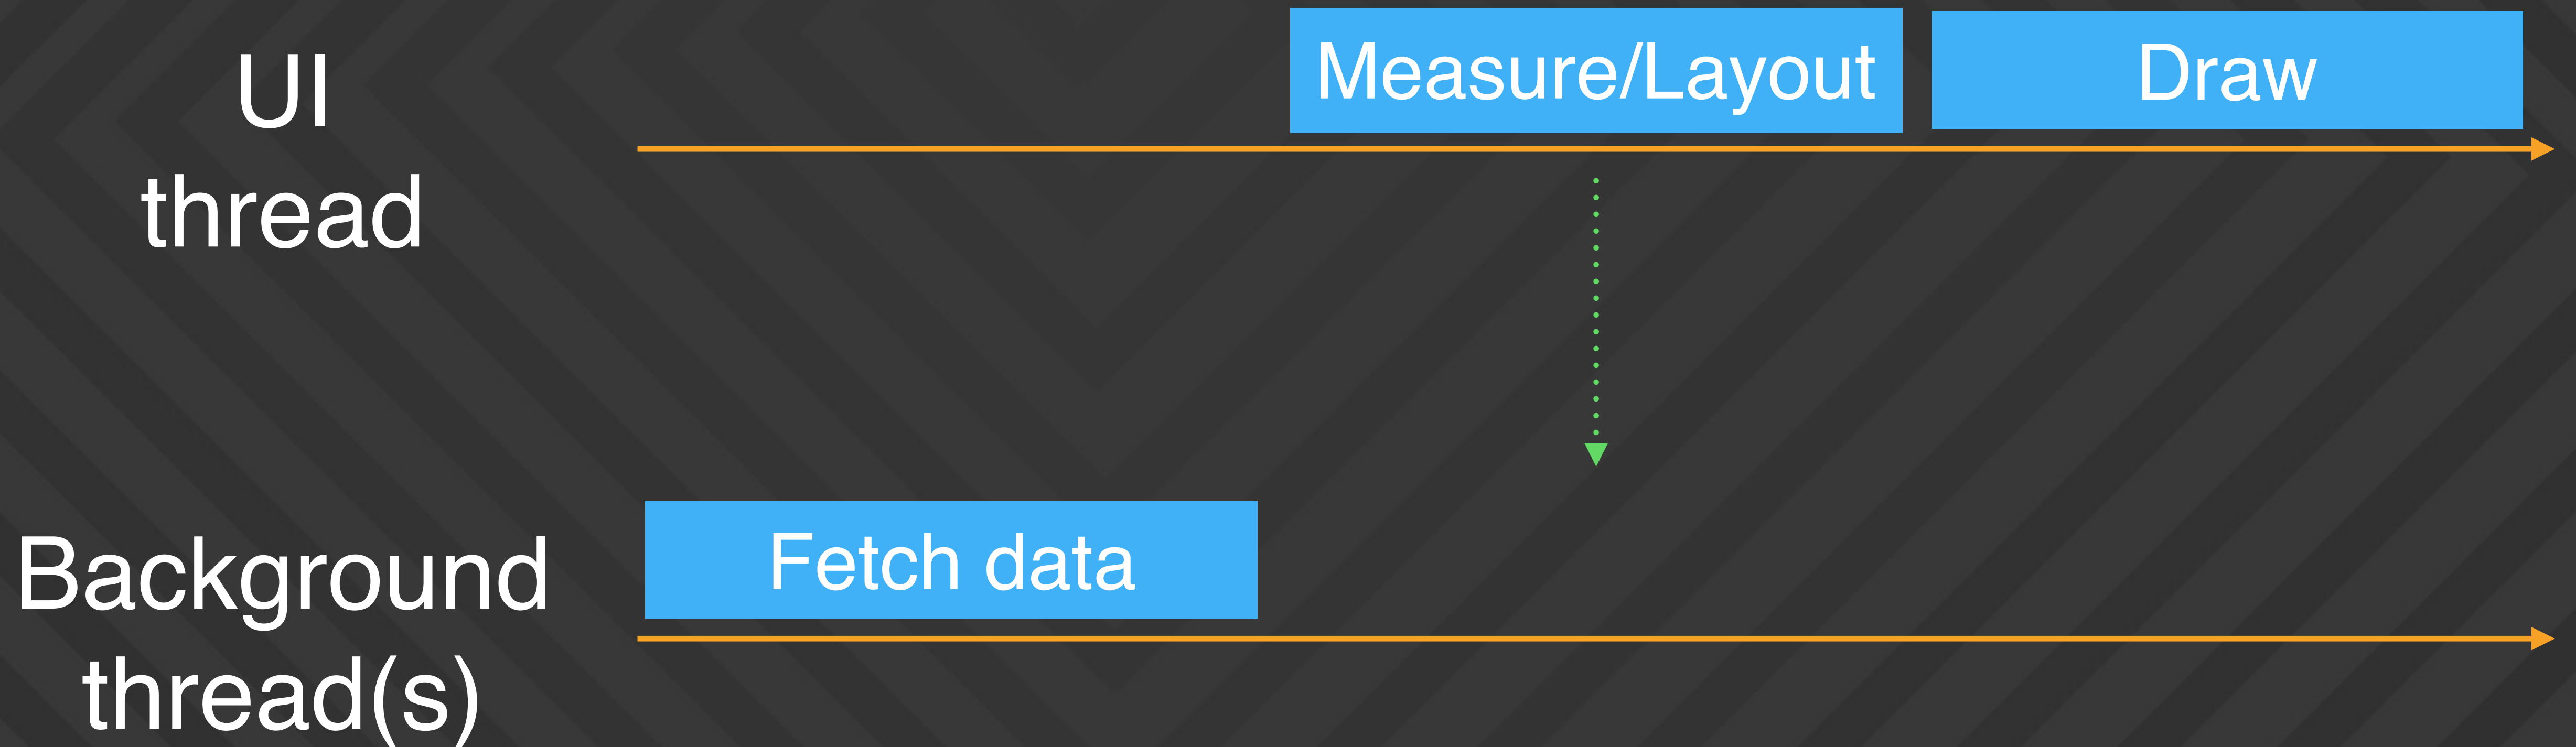 UI
thread
Measure/Layout
Draw
Background
thread(s)
Fetch data